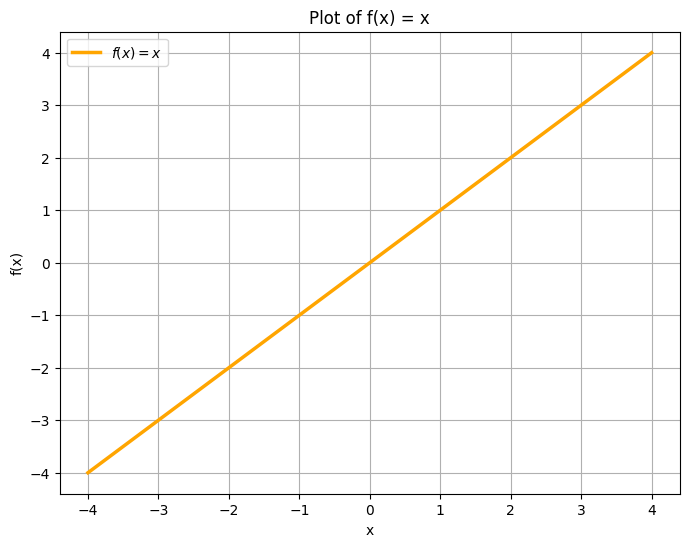 Plot of f(x) = x
f(x) = x
4
3
2
1
0
−1
−2
−3
−4
f(x)
−4 −3 −2 −1 0 1 2 3 4
x